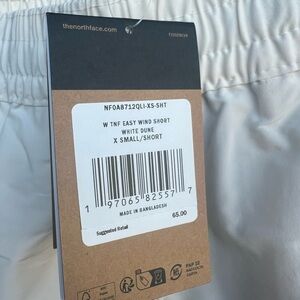 thenorthface.com
NF0A8712QLI-XS-SHT
W TNF EASY WIND SHORT
WHITE DUNE
X SMALL/SHORT
1 97065 82557 7
MADE IN BANGLADESH
Suggested Retail
65.00